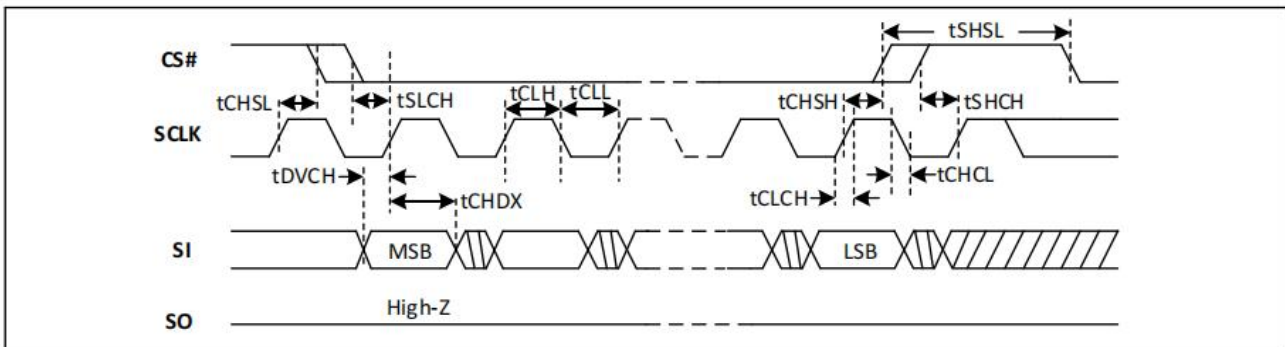 tSHSL
CS#
tCHSL tSLCH tCLH tCLL tCHSH tSHCH
SCLK
tDVCH tCHDX tCLCH tCHCL
SI MSB LSB
High-Z
SO